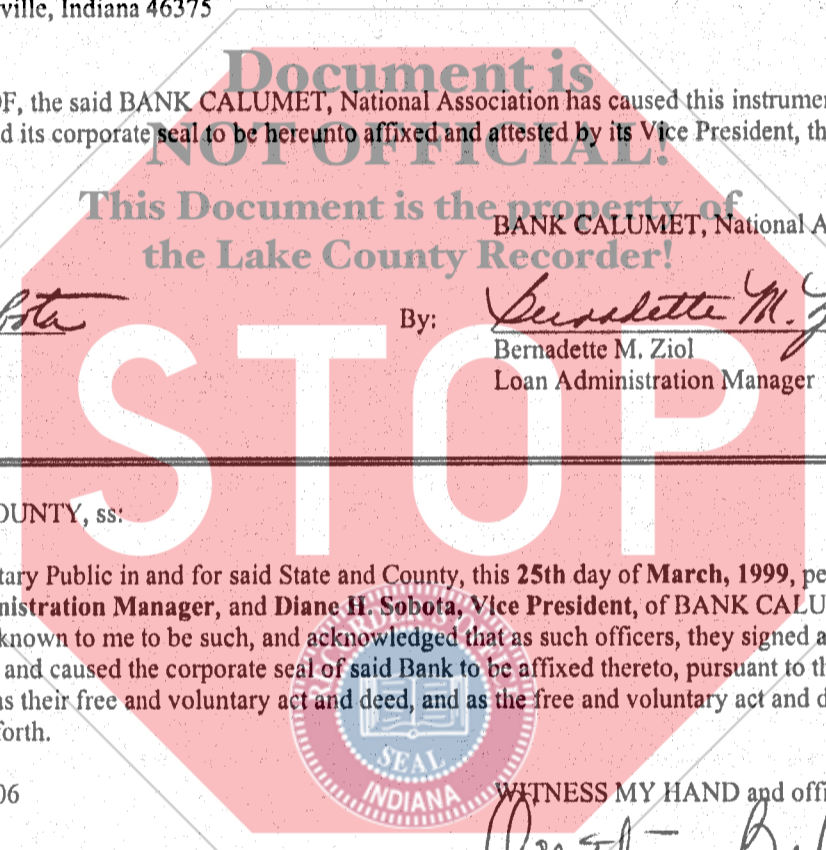 ville, Indiana 46375
Document is
F, the said BANK CALUMET, National Association has caused this instrume
d its corporate seal to be hereunto affixed and attested by its Vice President, th
NOT OFFICIAL!
This Document is the property of
BANK CALUMET, National A
the Lake County Recorder!
By: Bernadette M.
Bernadette M. Ziol
Loan Administration Manager
STOP
OUNTY, ss:
tary Public in and for said State and County, this 25th day of March, 1999, pe
nistration Manager, and Diane H. Sobota, Vice President, of BANK CALU
known to me to be such, and acknowledged that as such officers, they signed a
and caused the corporate seal of said Bank to be affixed thereto, pursuant to th
as their free and voluntary act and deed, and as the free and voluntary act and d
forth.
SEAL
INDIANA
06
WITNESS MY HAND and offi